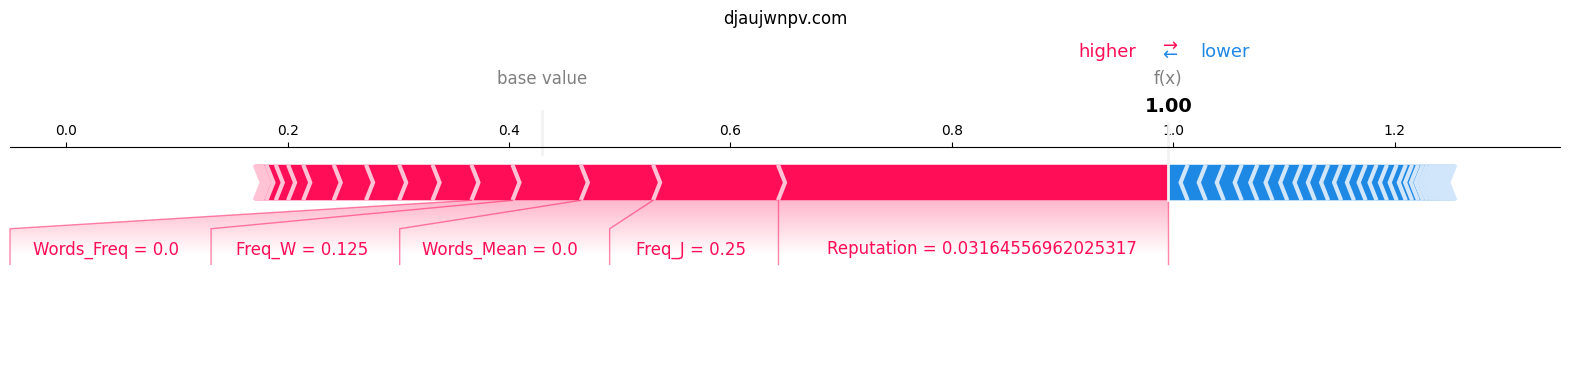 djaujwnpv.com
higher ⇄ lower
base value
f(x)
1.00
0.0 0.2 0.4 0.6 0.8 1.0 1.2
Words_Freq = 0.0 Freq_W = 0.125 Words_Mean = 0.0 Freq_J = 0.25 Reputation = 0.03164556962025317